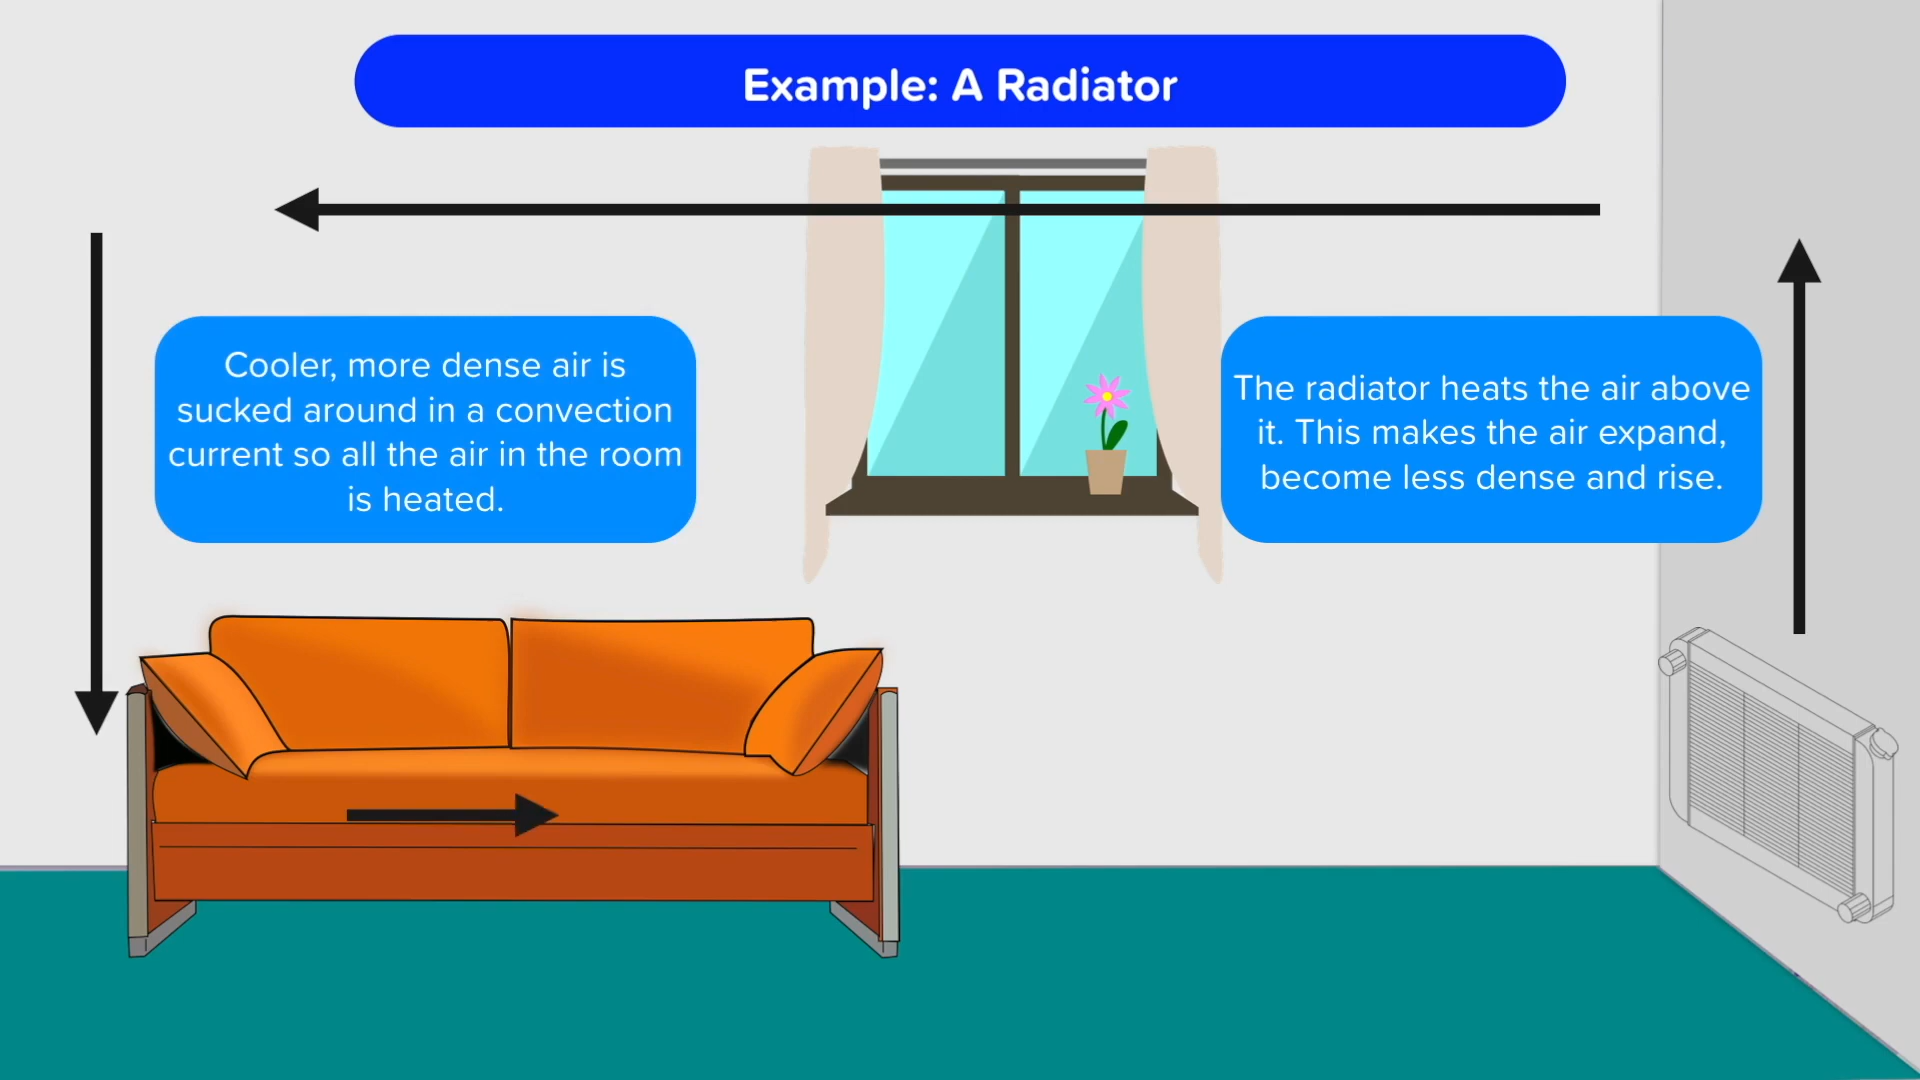 Example: A Radiator
Cooler, more dense air is
sucked around in a convection
current so all the air in the room
is heated.
The radiator heats the air above
it. This makes the air expand,
become less dense and rise.